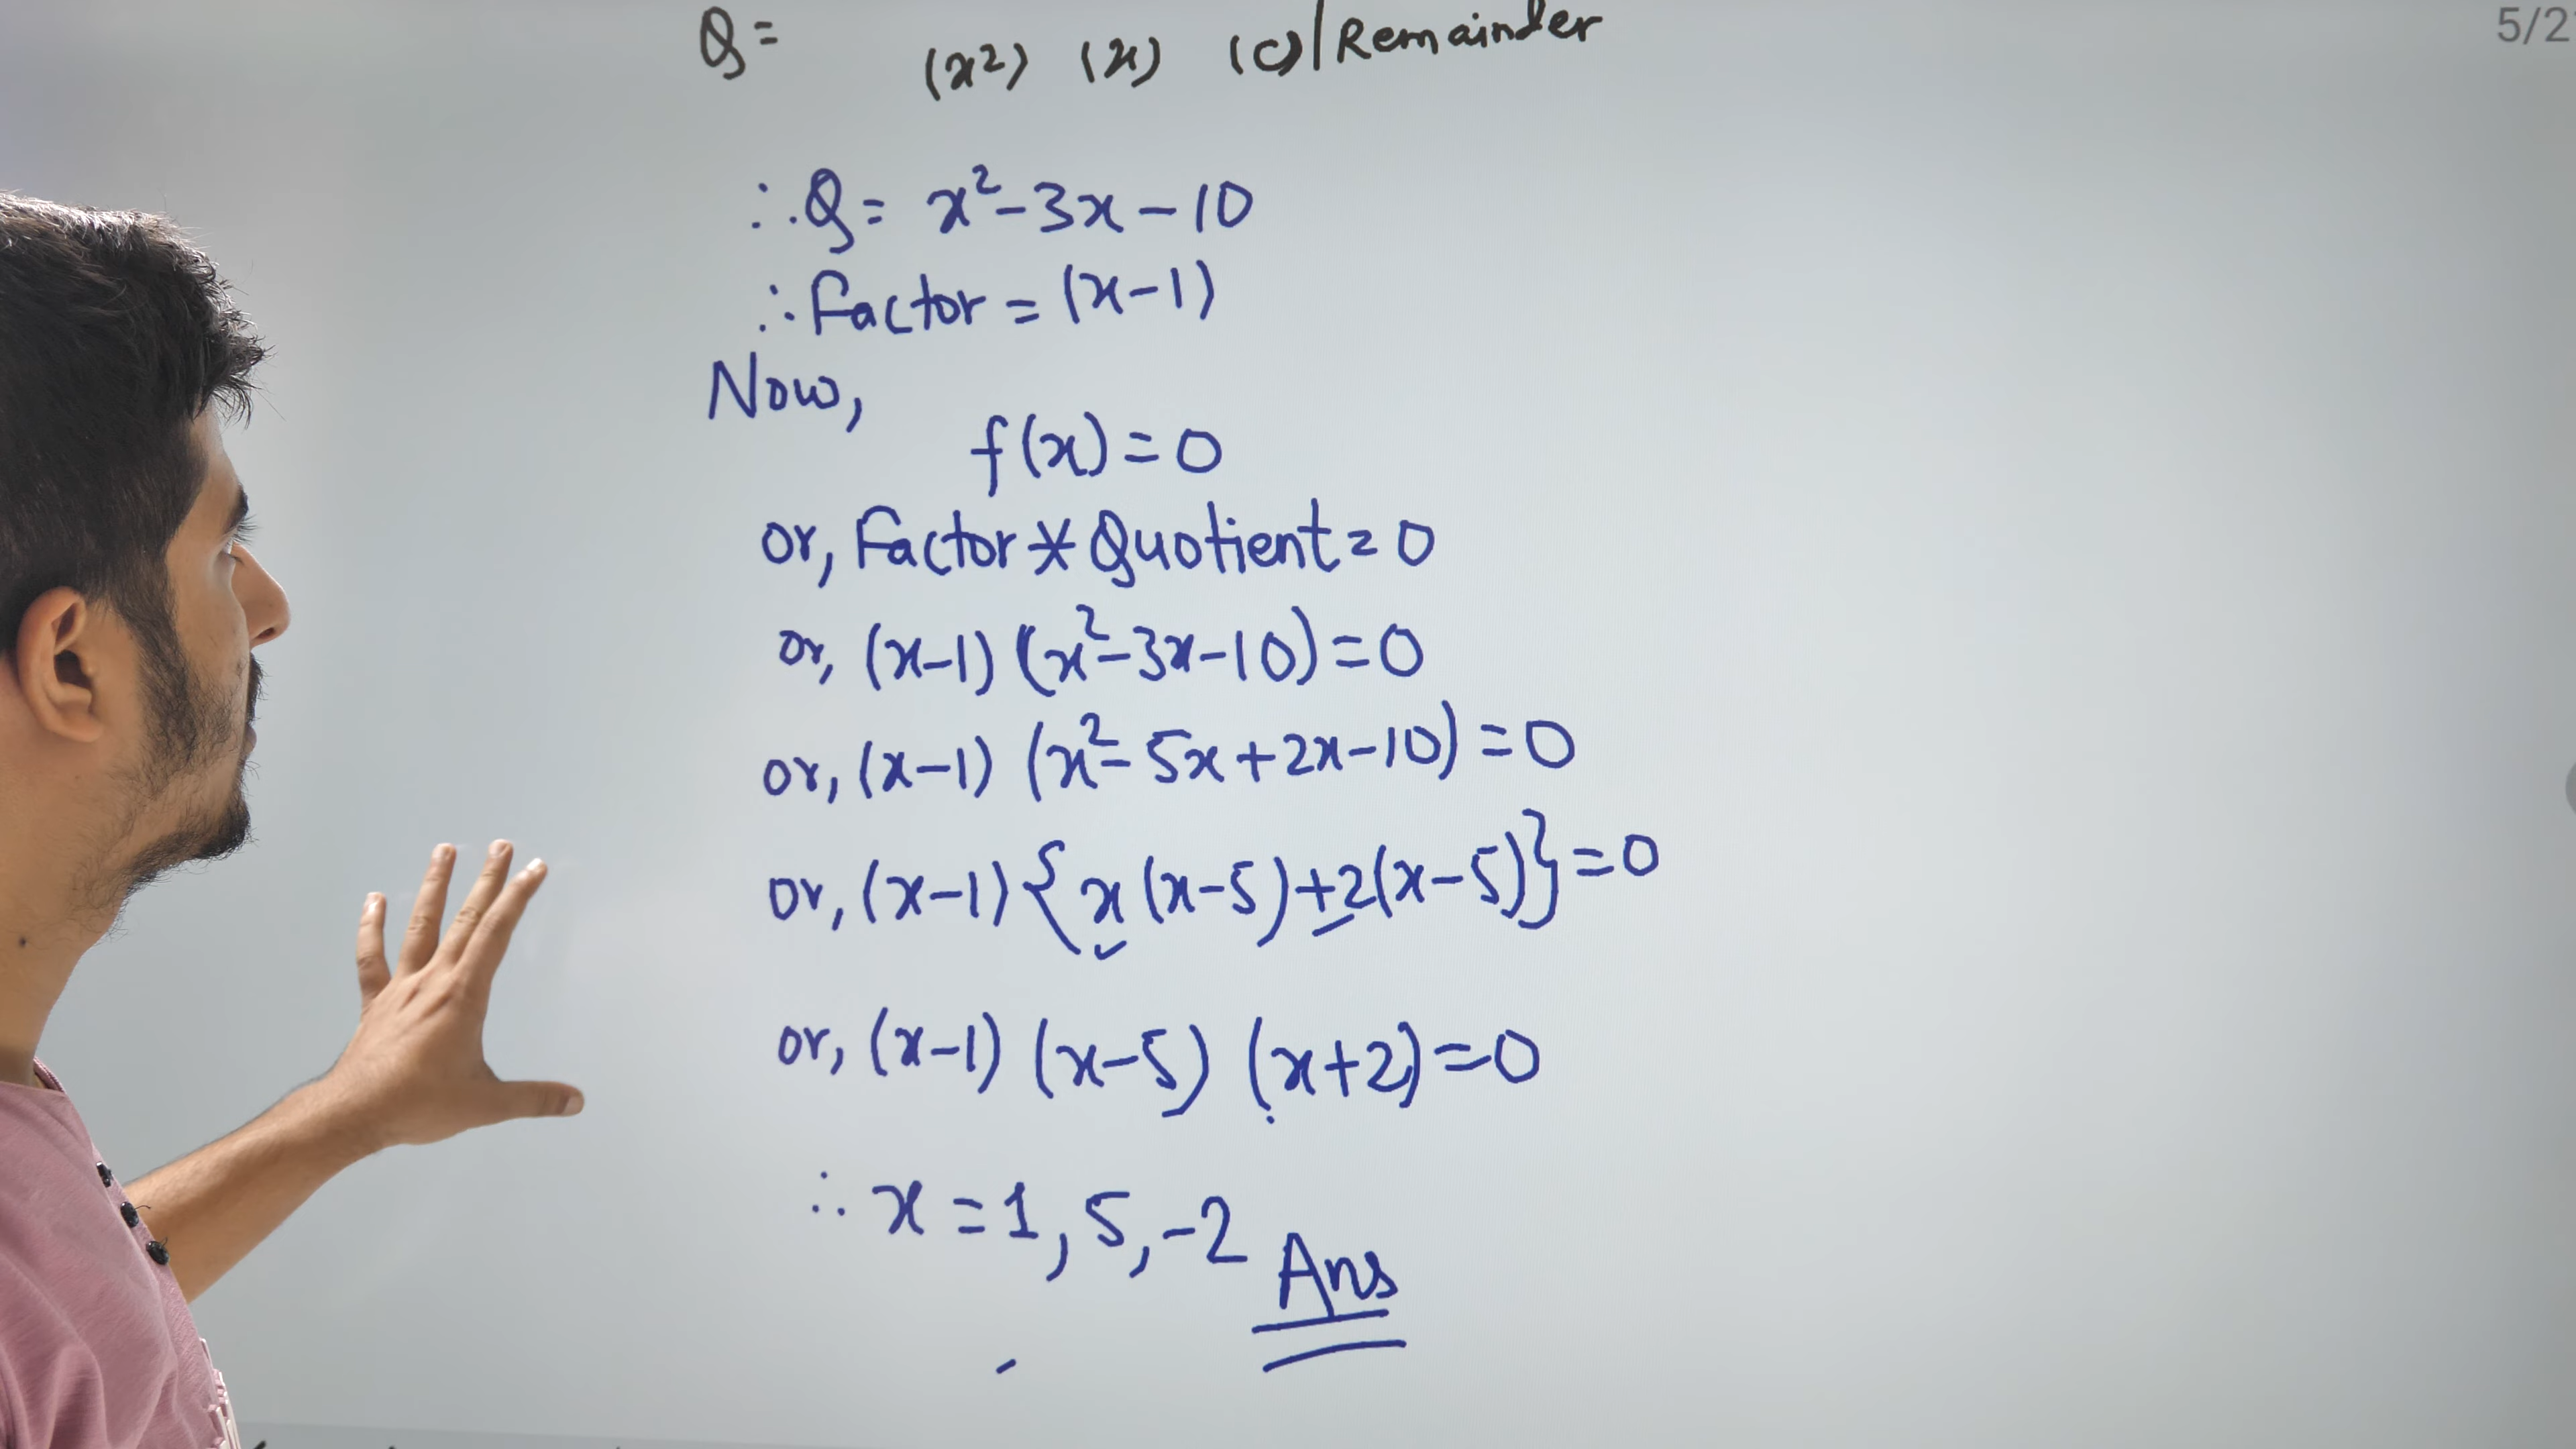 Q =
(x²) (x) (c) | Remainder
5/2
∴ Q = x² - 3x - 10
∴ Factor = (x-1)
Now,
f(x) = 0
or, Factor * Quotient = 0
or, (x-1) (x² - 3x - 10) = 0
or, (x-1) (x² - 5x + 2x - 10) = 0
or, (x-1) { x (x-5) + 2 (x-5) } = 0
or, (x-1) (x-5) (x+2) = 0
∴ x = 1, 5, -2 Ans